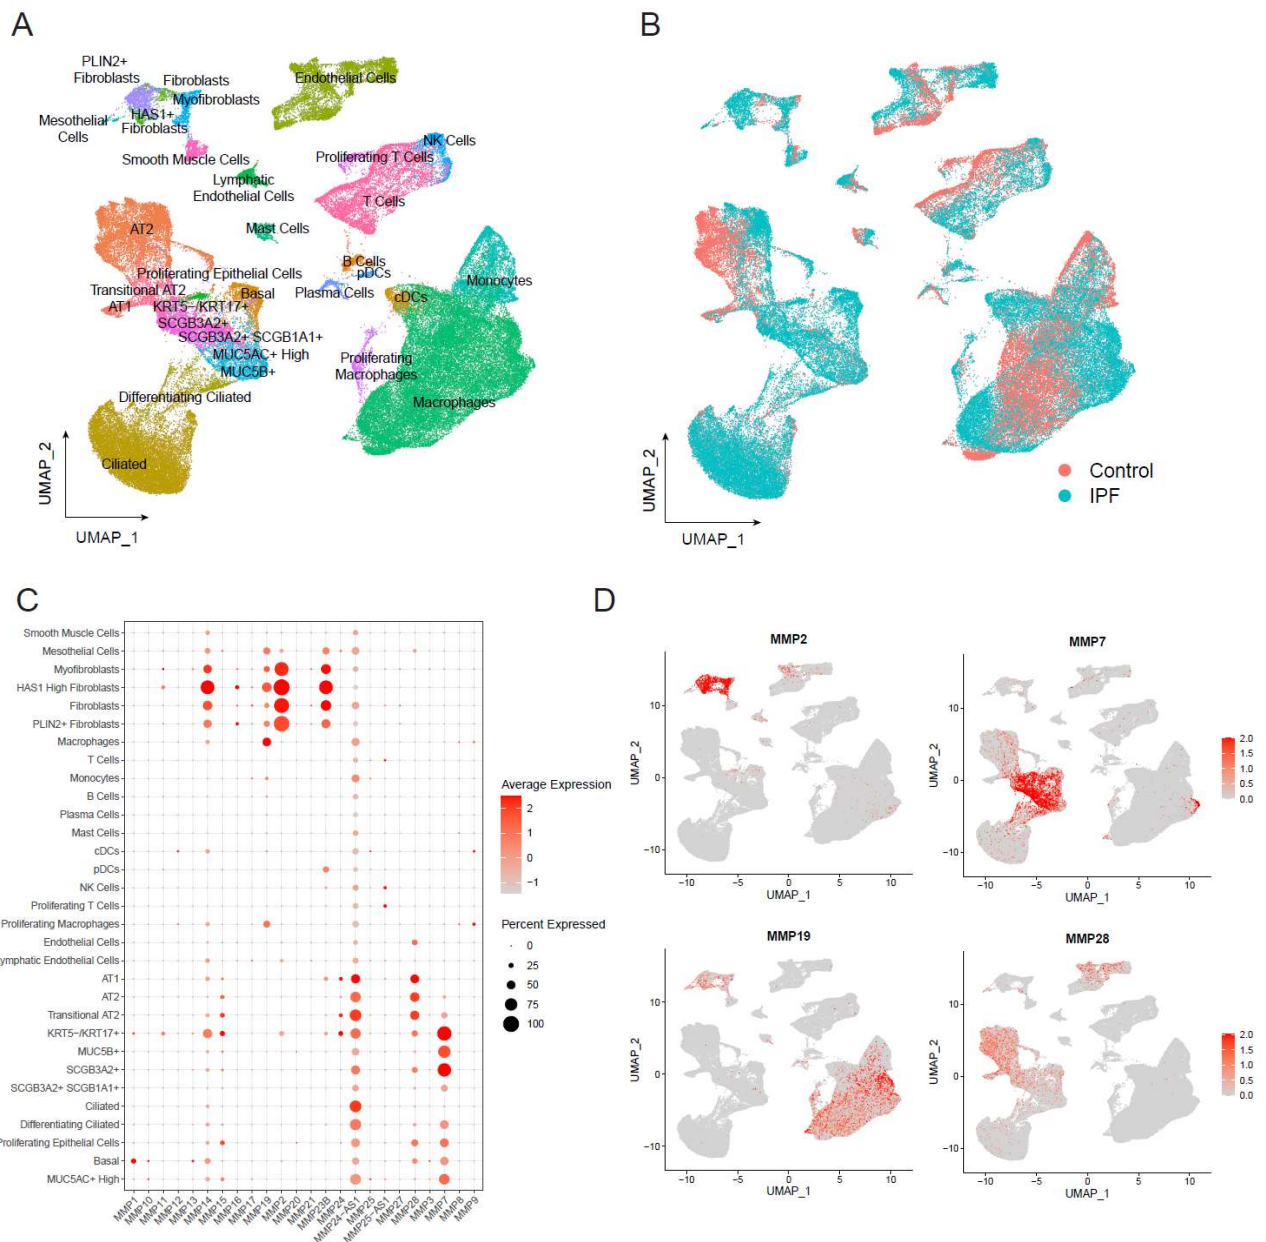 A
PLIN2+
Fibroblasts
Fibroblasts
Myofibroblasts
HAS1+
Fibroblasts
Mesothelial
Cells
Smooth Muscle Cells
Lymphatic
Endothelial Cells
Endothelial Cells
NK Cells
Proliferating T Cells
T Cells
Mast Cells
AT2
B Cells
pDCs
Proliferating Epithelial Cells
Plasma Cells
Monocytes
Transitional AT2
Basal
cDCs
AT1
KRT5-/KRT17+
SCGB3A2+
SCGB3A2+ SCGB1A1+
MUC5AC+ High
MUC5B+
Proliferating
Macrophages
Macrophages
Differentiating Ciliated
Ciliated
UMAP_2
UMAP_1
B
Control
IPF
UMAP_2
UMAP_1
C
Smooth Muscle Cells
Mesothelial Cells
Myofibroblasts
HAS1 High Fibroblasts
Fibroblasts
PLIN2+ Fibroblasts
Macrophages
T Cells
Monocytes
B Cells
Plasma Cells
Mast Cells
cDCs
pDCs
NK Cells
Proliferating T Cells
Proliferating Macrophages
Endothelial Cells
ymphatic Endothelial Cells
AT1
AT2
Transitional AT2
KRT5-/KRT17+
MUC5B+
SCGB3A2+
SCGB3A2+ SCGB1A1+
Ciliated
Differentiating Ciliated
Proliferating Epithelial Cells
Basal
MUC5AC+ High
MMP1
MMP10
MMP11
MMP12
MMP13
MMP14
MMP15
MMP16
MMP17
MMP19
MMP2
MMP20
MMP21
MMP23B
MMP24
MMP24-AS1
MMP25
MMP25-AS1
MMP27
MMP28
MMP3
MMP7
MMP8
MMP9
Average Expression
2
1
0
-1
Percent Expressed
0
25
50
75
100
D
MMP2
10
0
-10
UMAP_2
-10
-5
0
5
10
UMAP_1
MMP7
10
0
-10
UMAP_2
-10
-5
0
5
10
UMAP_1
2.0
1.5
1.0
0.5
0.0
MMP19
10
0
-10
UMAP_2
-10
-5
0
5
10
UMAP_1
MMP28
10
0
-10
UMAP_2
-10
-5
0
5
10
UMAP_1
2.0
1.5
1.0
0.5
0.0